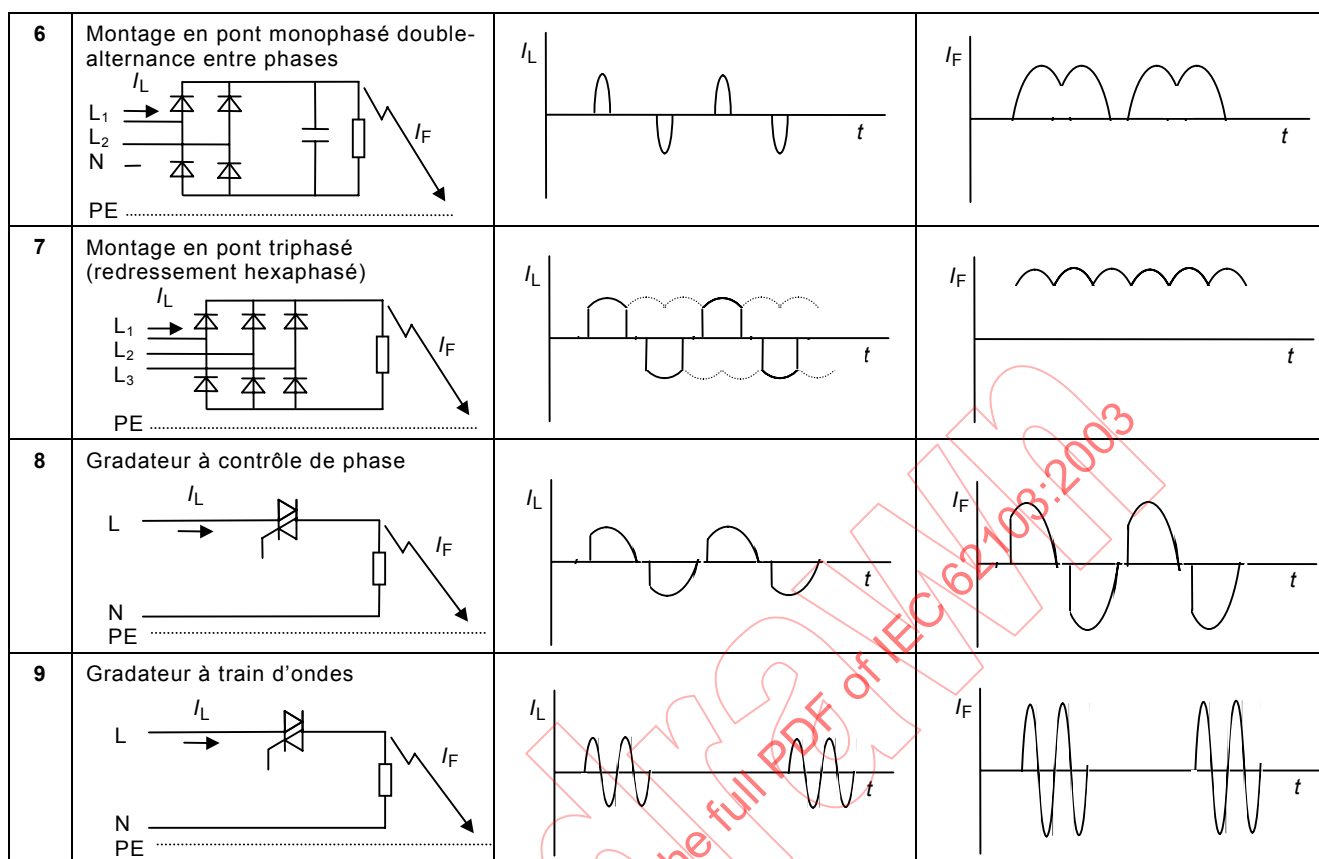 6
Montage en pont monophasé double-
alternance entre phases
IL
L1
L2
N
IF
PE
IL
t
IF
t
7
Montage en pont triphasé
(redressement hexaphasé)
IL
L1
L2
L3
IF
PE
IL
t
IF
t
8
Gradateur à contrôle de phase
IL
L
IF
N
PE
IL
t
IF
t
9
Gradateur à train d'ondes
IL
L
IF
N
PE
IL
t
IF
t
he full PDF of IEC 62103:2003